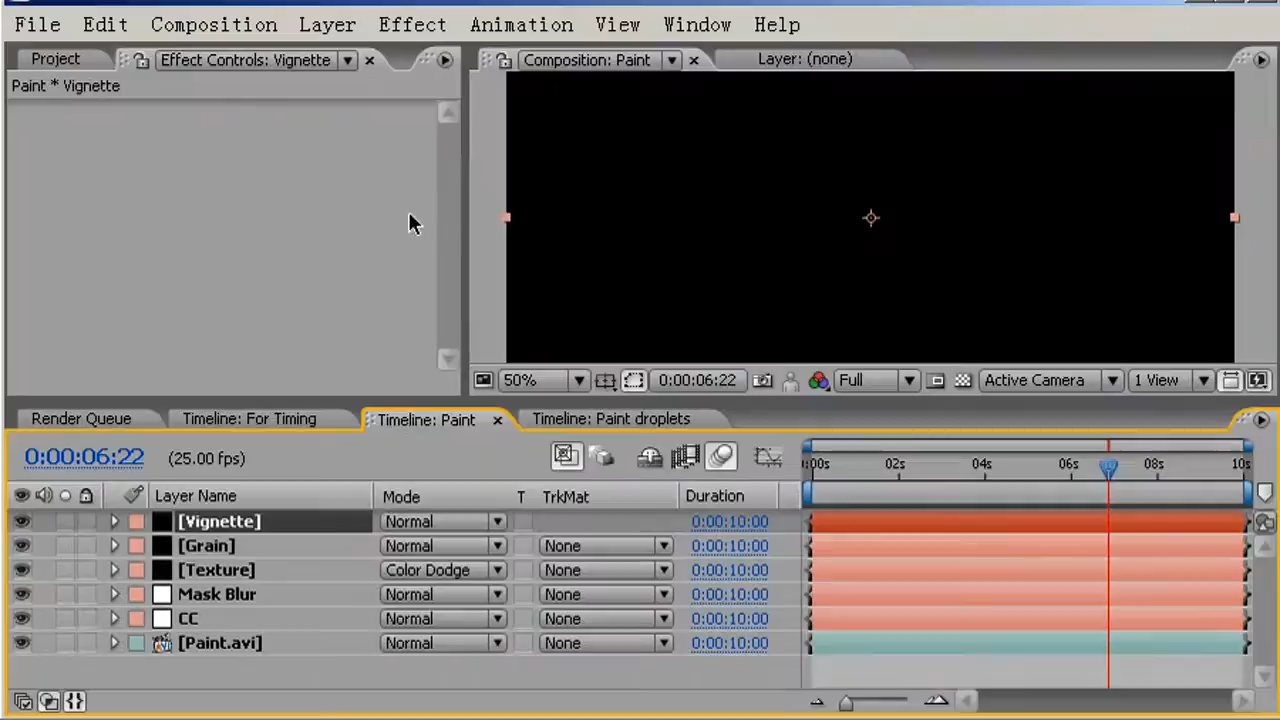 File Edit Composition Layer Effect Animation View Window Help
Project Effect Controls: Vignette Composition: Paint Layer: (none)
Paint * Vignette
50% 0:00:06:22 Full Active Camera 1 View
Render Queue Timeline: For Timing Timeline: Paint Timeline: Paint droplets
0:00:06:22 (25.00 fps)
:00s 02s 04s 06s 08s 10s
Layer Name Mode T TrkMat Duration
[Vignette] Normal 0:00:10:00
[Grain] Normal None 0:00:10:00
[Texture] Color Dodge None 0:00:10:00
Mask Blur Normal None 0:00:10:00
CC Normal None 0:00:10:00
[Paint.avi] Normal None 0:00:10:00